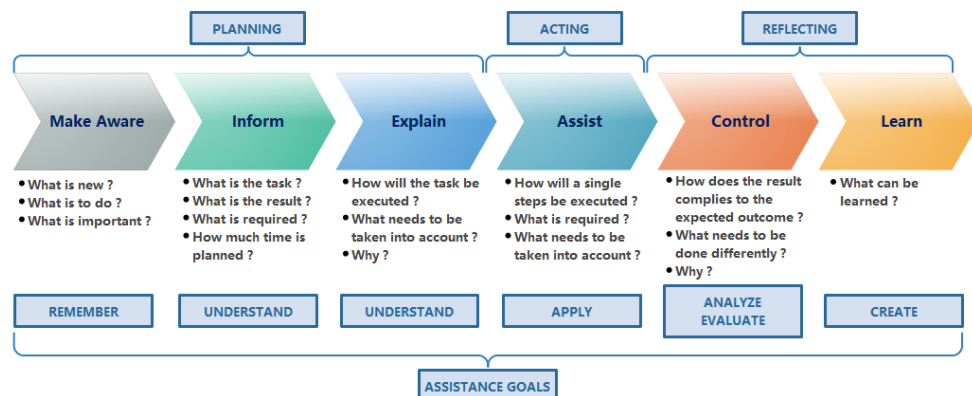 PLANNING
ACTING
REFLECTING
Make Aware
Inform
Explain
Assist
Control
Learn
• What is new ?
• What is to do ?
• What is important ?
• What is the task ?
• What is the result ?
• What is required ?
• How much time is
planned ?
• How will the task be
executed ?
• What needs to be
taken into account ?
• Why ?
• How will a single
steps be executed ?
• What is required ?
• What needs to be
taken into account ?
• How does the result
complies to the
expected outcome ?
• What needs to be
done differently ?
• Why ?
• What can be
learned ?
REMEMBER
UNDERSTAND
UNDERSTAND
APPLY
ANALYZE
EVALUATE
CREATE
ASSISTANCE GOALS